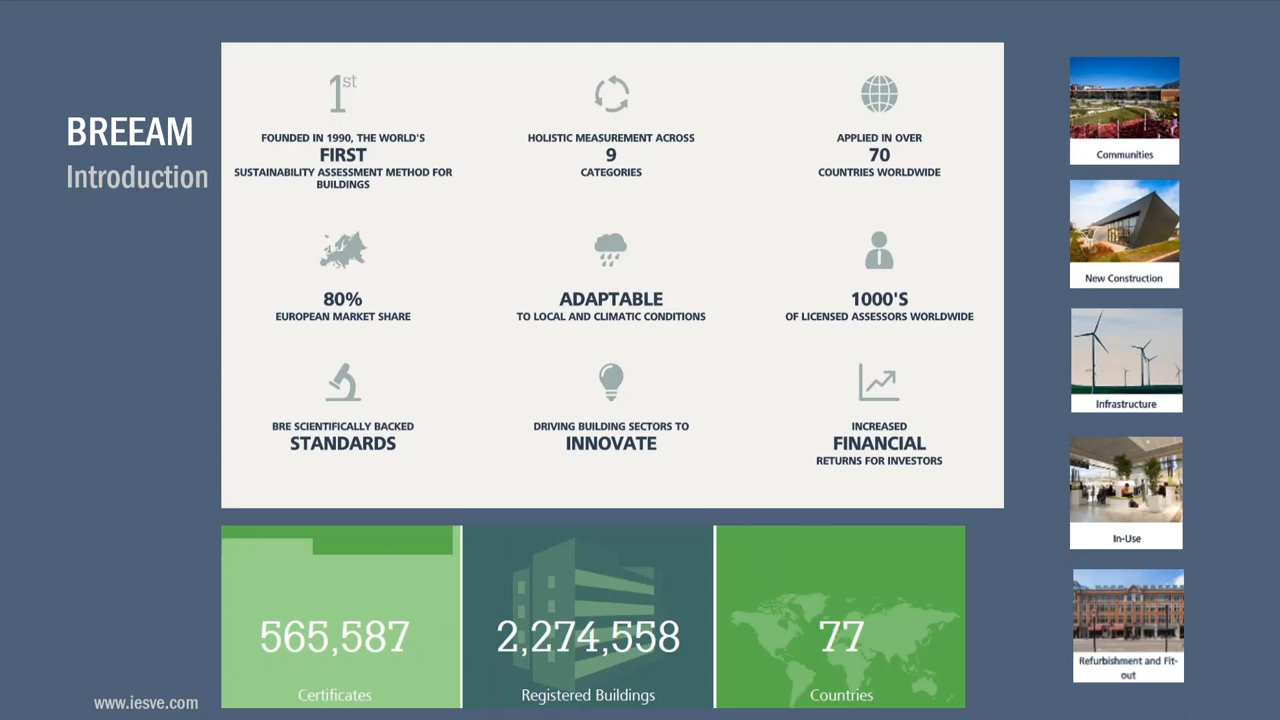 BREEAM
Introduction
1st
FOUNDED IN 1990, THE WORLD'S
FIRST
SUSTAINABILITY ASSESSMENT METHOD FOR
BUILDINGS
HOLISTIC MEASUREMENT ACROSS
9
CATEGORIES
APPLIED IN OVER
70
COUNTRIES WORLDWIDE
80%
EUROPEAN MARKET SHARE
ADAPTABLE
TO LOCAL AND CLIMATIC CONDITIONS
1000'S
OF LICENSED ASSESSORS WORLDWIDE
BRE SCIENTIFICALLY BACKED
STANDARDS
DRIVING BUILDING SECTORS TO
INNOVATE
INCREASED
FINANCIAL
RETURNS FOR INVESTORS
565,587
Certificates
2,274,558
Registered Buildings
77
Countries
Communities
New Construction
Infrastructure
In-Use
Refurbishment and Fit-
out
www.iesve.com